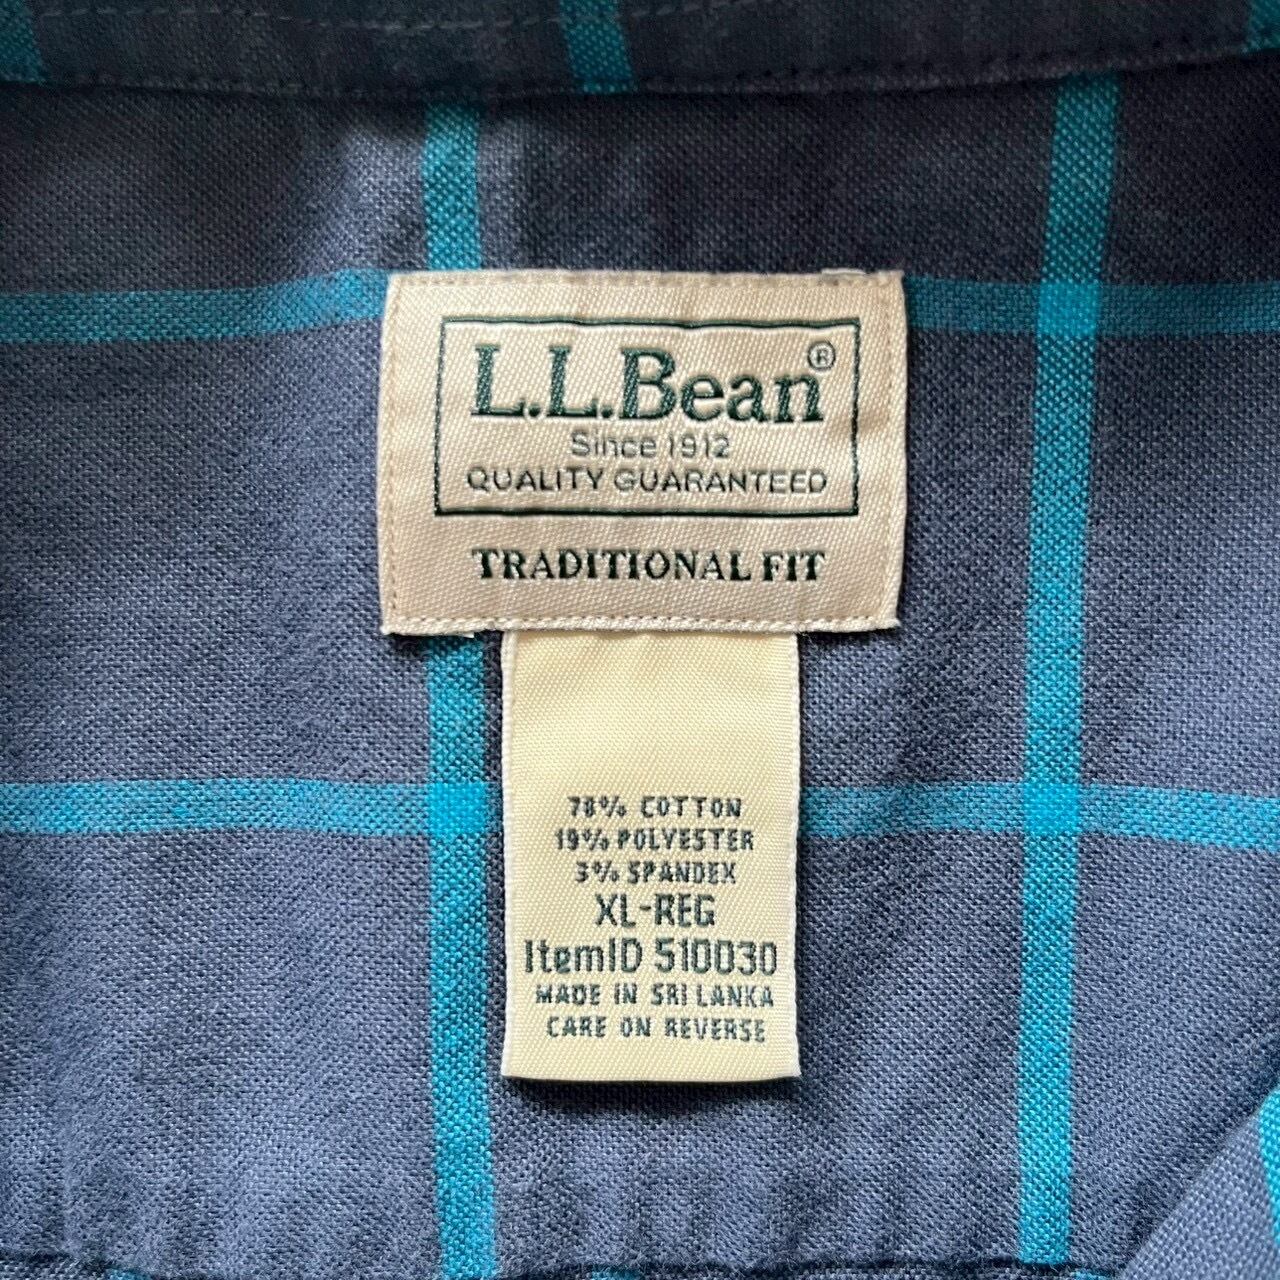 L.L.Bean®
Since 1912
QUALITY GUARANTEED
TRADITIONAL FIT
78% COTTON
19% POLYESTER
3% SPANDEX
XL-REG
ItemID 510030
MADE IN SRI LANKA
CARE ON REVERSE